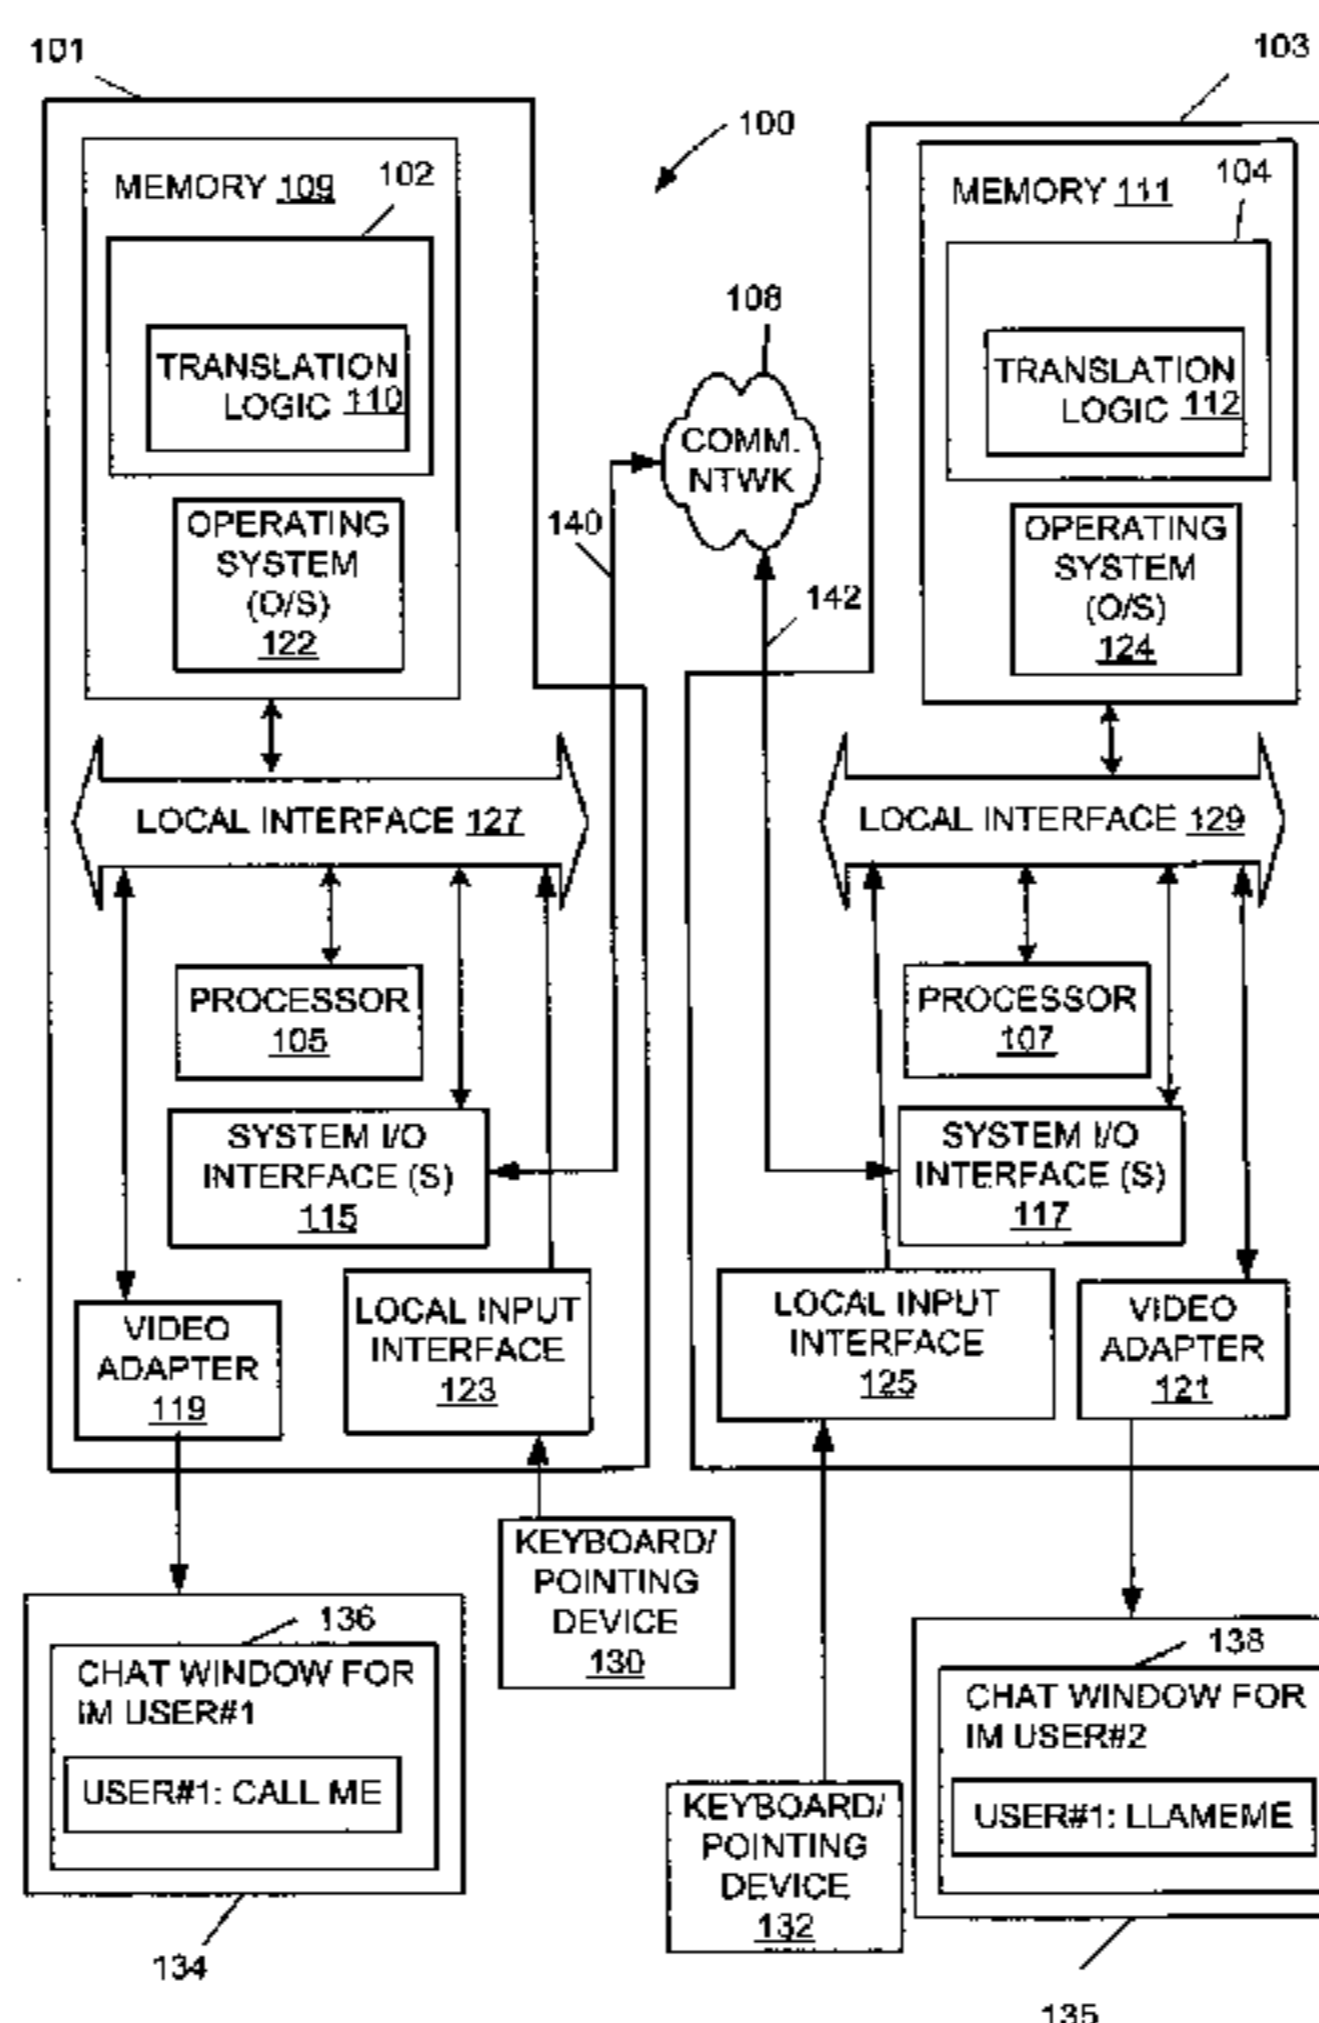 101
103
100
MEMORY 109
102
MEMORY 111
104
TRANSLATION
LOGIC 110
TRANSLATION
LOGIC 112
108
COMM.
NTWK
OPERATING
SYSTEM
(O/S)
122
140
142
OPERATING
SYSTEM
(O/S)
124
LOCAL INTERFACE 127
LOCAL INTERFACE 129
PROCESSOR
105
PROCESSOR
107
SYSTEM I/O
INTERFACE (S)
115
SYSTEM I/O
INTERFACE (S)
117
VIDEO
ADAPTER
119
LOCAL INPUT
INTERFACE
123
LOCAL INPUT
INTERFACE
125
VIDEO
ADAPTER
121
KEYBOARD/
POINTING
DEVICE
130
136
CHAT WINDOW FOR
IM USER#1
USER#1: CALL ME
134
KEYBOARD/
POINTING
DEVICE
132
138
CHAT WINDOW FOR
IM USER#2
USER#1: LLAMEME
135